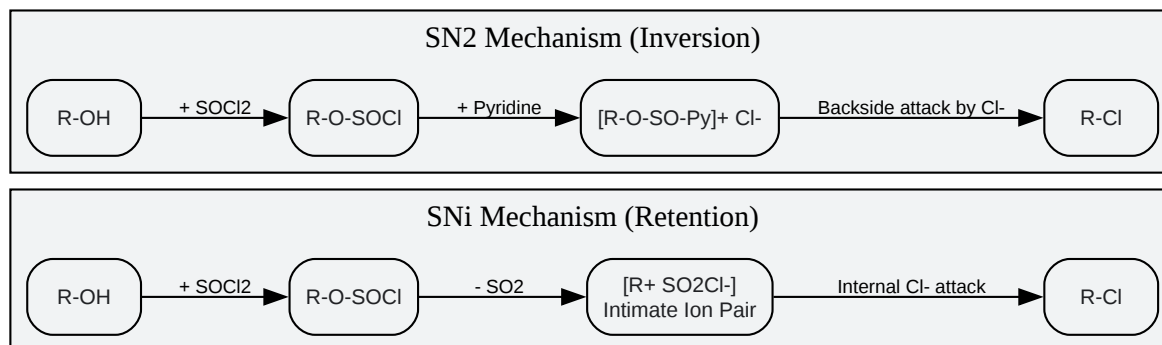 SN2 Mechanism (Inversion)
R-OH
+ SOCl2
R-O-SOCl
+ Pyridine
[R-O-SO-Py]+ Cl-
Backside attack by Cl-
R-Cl
SNi Mechanism (Retention)
R-OH
+ SOCl2
R-O-SOCl
- SO2
[R+ SO2Cl-]
Intimate Ion Pair
Internal Cl- attack
R-Cl